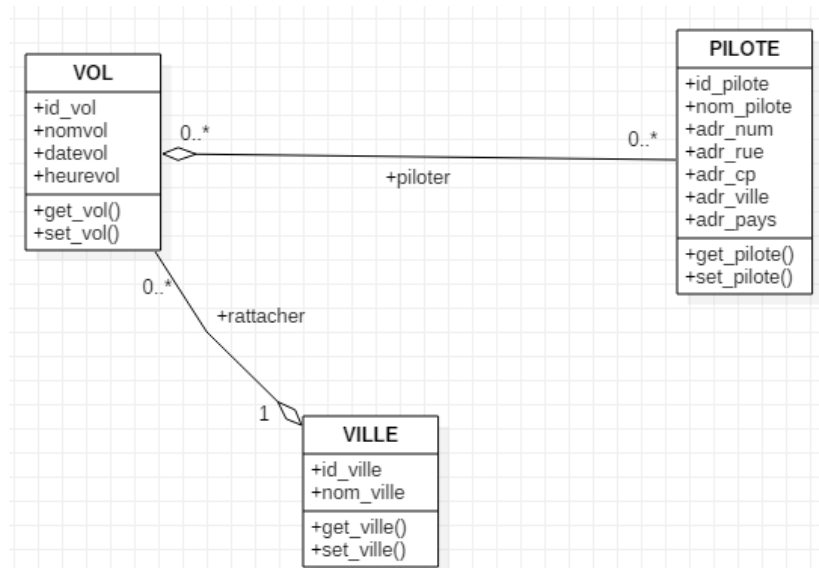 VOL
+id_vol
+nomvol
+datevol
+heurevol
+get_vol()
+set_vol()
0..*
+piloter
0..*
PILOTE
+id_pilote
+nom_pilote
+adr_num
+adr_rue
+adr_cp
+adr_ville
+adr_pays
+get_pilote()
+set_pilote()
0..*
+rattacher
1
VILLE
+id_ville
+nom_ville
+get_ville()
+set_ville()